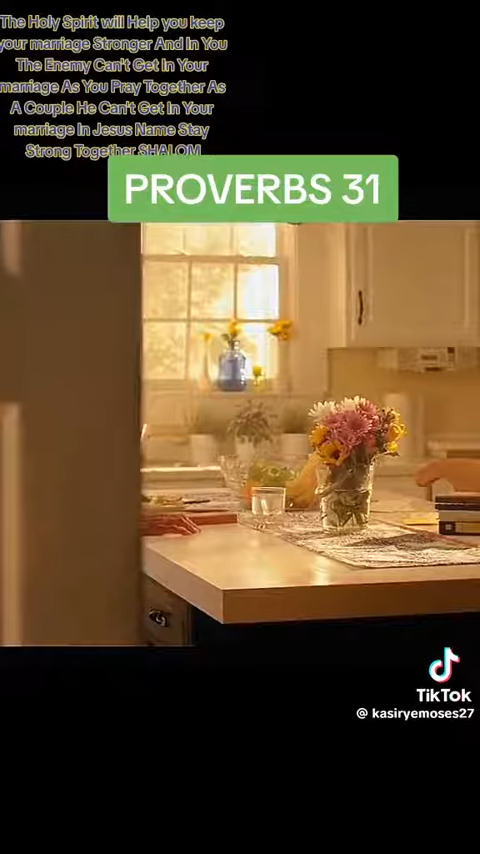 The Holy Spirit will Help you keep
your marriage Stronger And In You
The Enemy Can't Get In Your
marriage As You Pray Together As
A Couple He Can't Get In Your
marriage In Jesus Name Stay
Strong Together SHALOM
PROVERBS 31
TikTok
@ kasiryemoses27